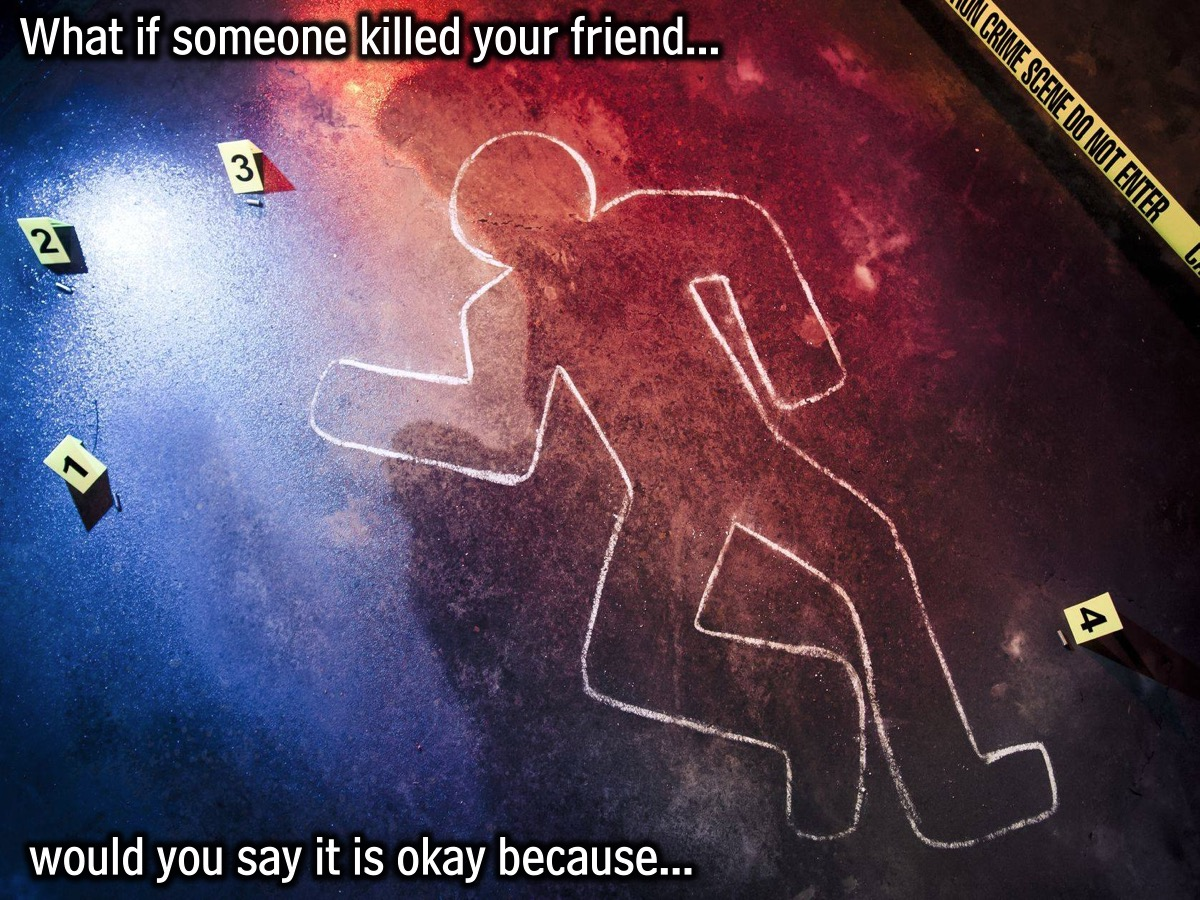 What if someone killed your friend...
ION CRIME SCENE DO NOT ENTER
3
2
1
4
would you say it is okay because...